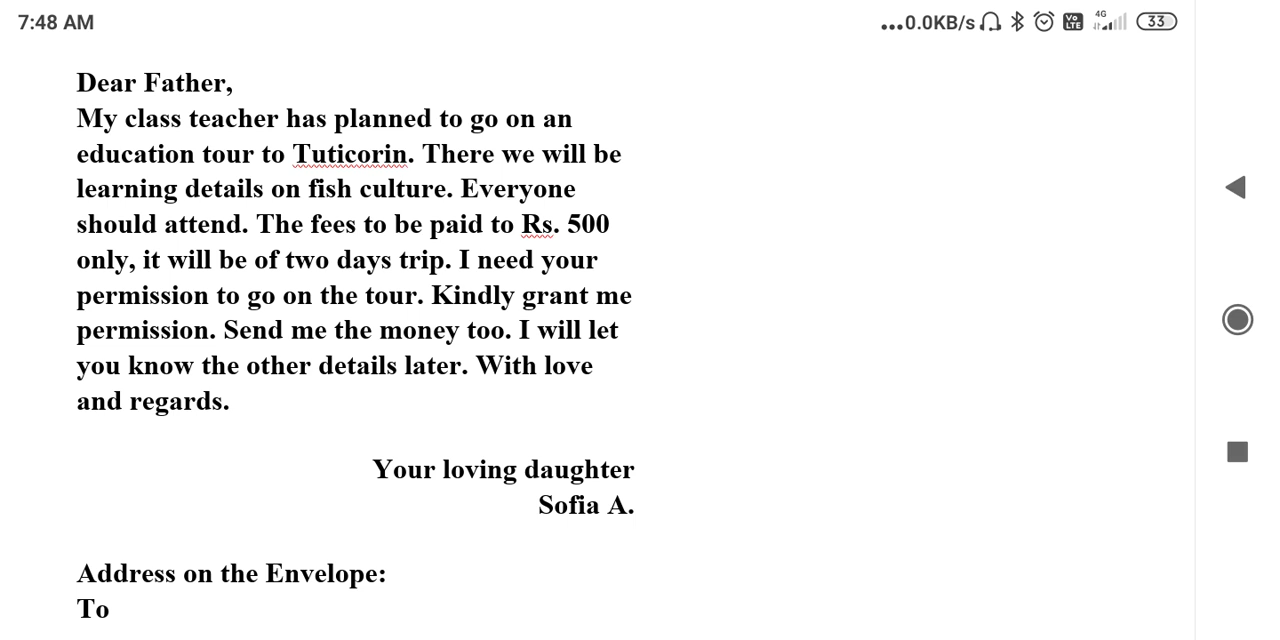 7:48 AM
...0.0KB/s
Vo
LTE
4G
33
Dear Father,
My class teacher has planned to go on an
education tour to Tuticorin. There we will be
learning details on fish culture. Everyone
should attend. The fees to be paid to Rs. 500
only, it will be of two days trip. I need your
permission to go on the tour. Kindly grant me
permission. Send me the money too. I will let
you know the other details later. With love
and regards.
Your loving daughter
Sofia A.
Address on the Envelope:
To